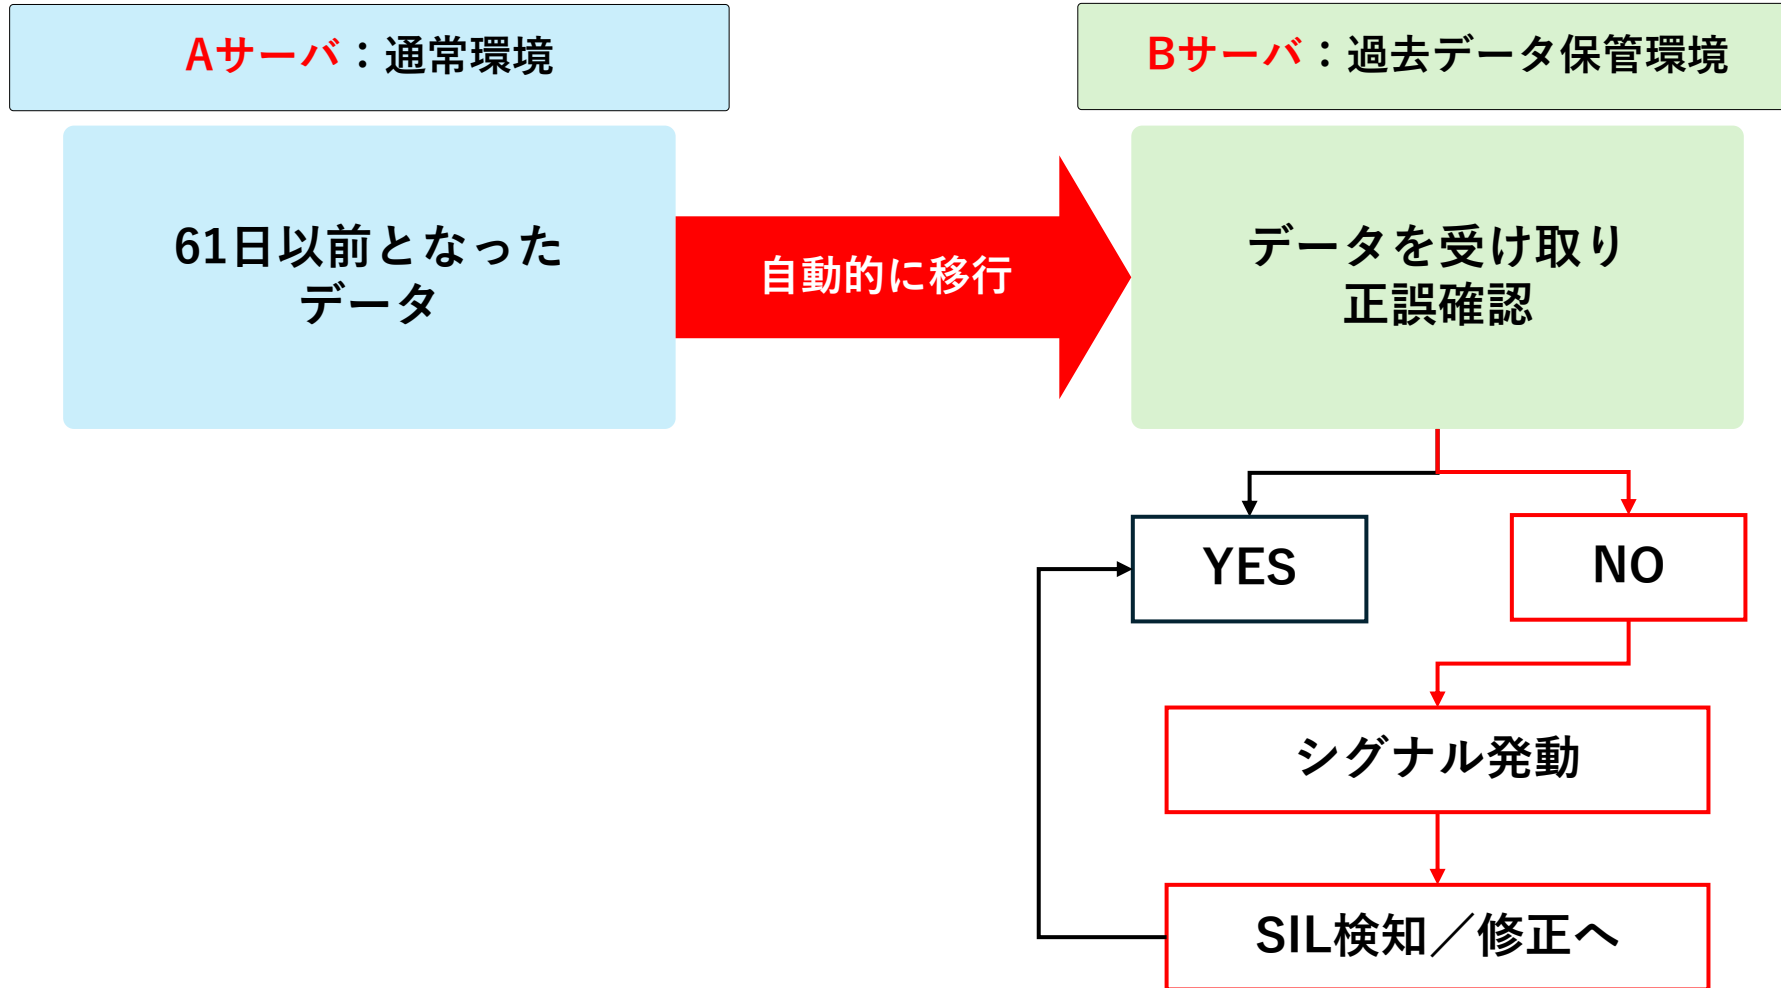 Aサーバ：通常環境
Bサーバ：過去データ保管環境
61日以前となった
データ
自動的に移行
データを受け取り
正誤確認
YES
NO
シグナル発動
SIL検知／修正へ